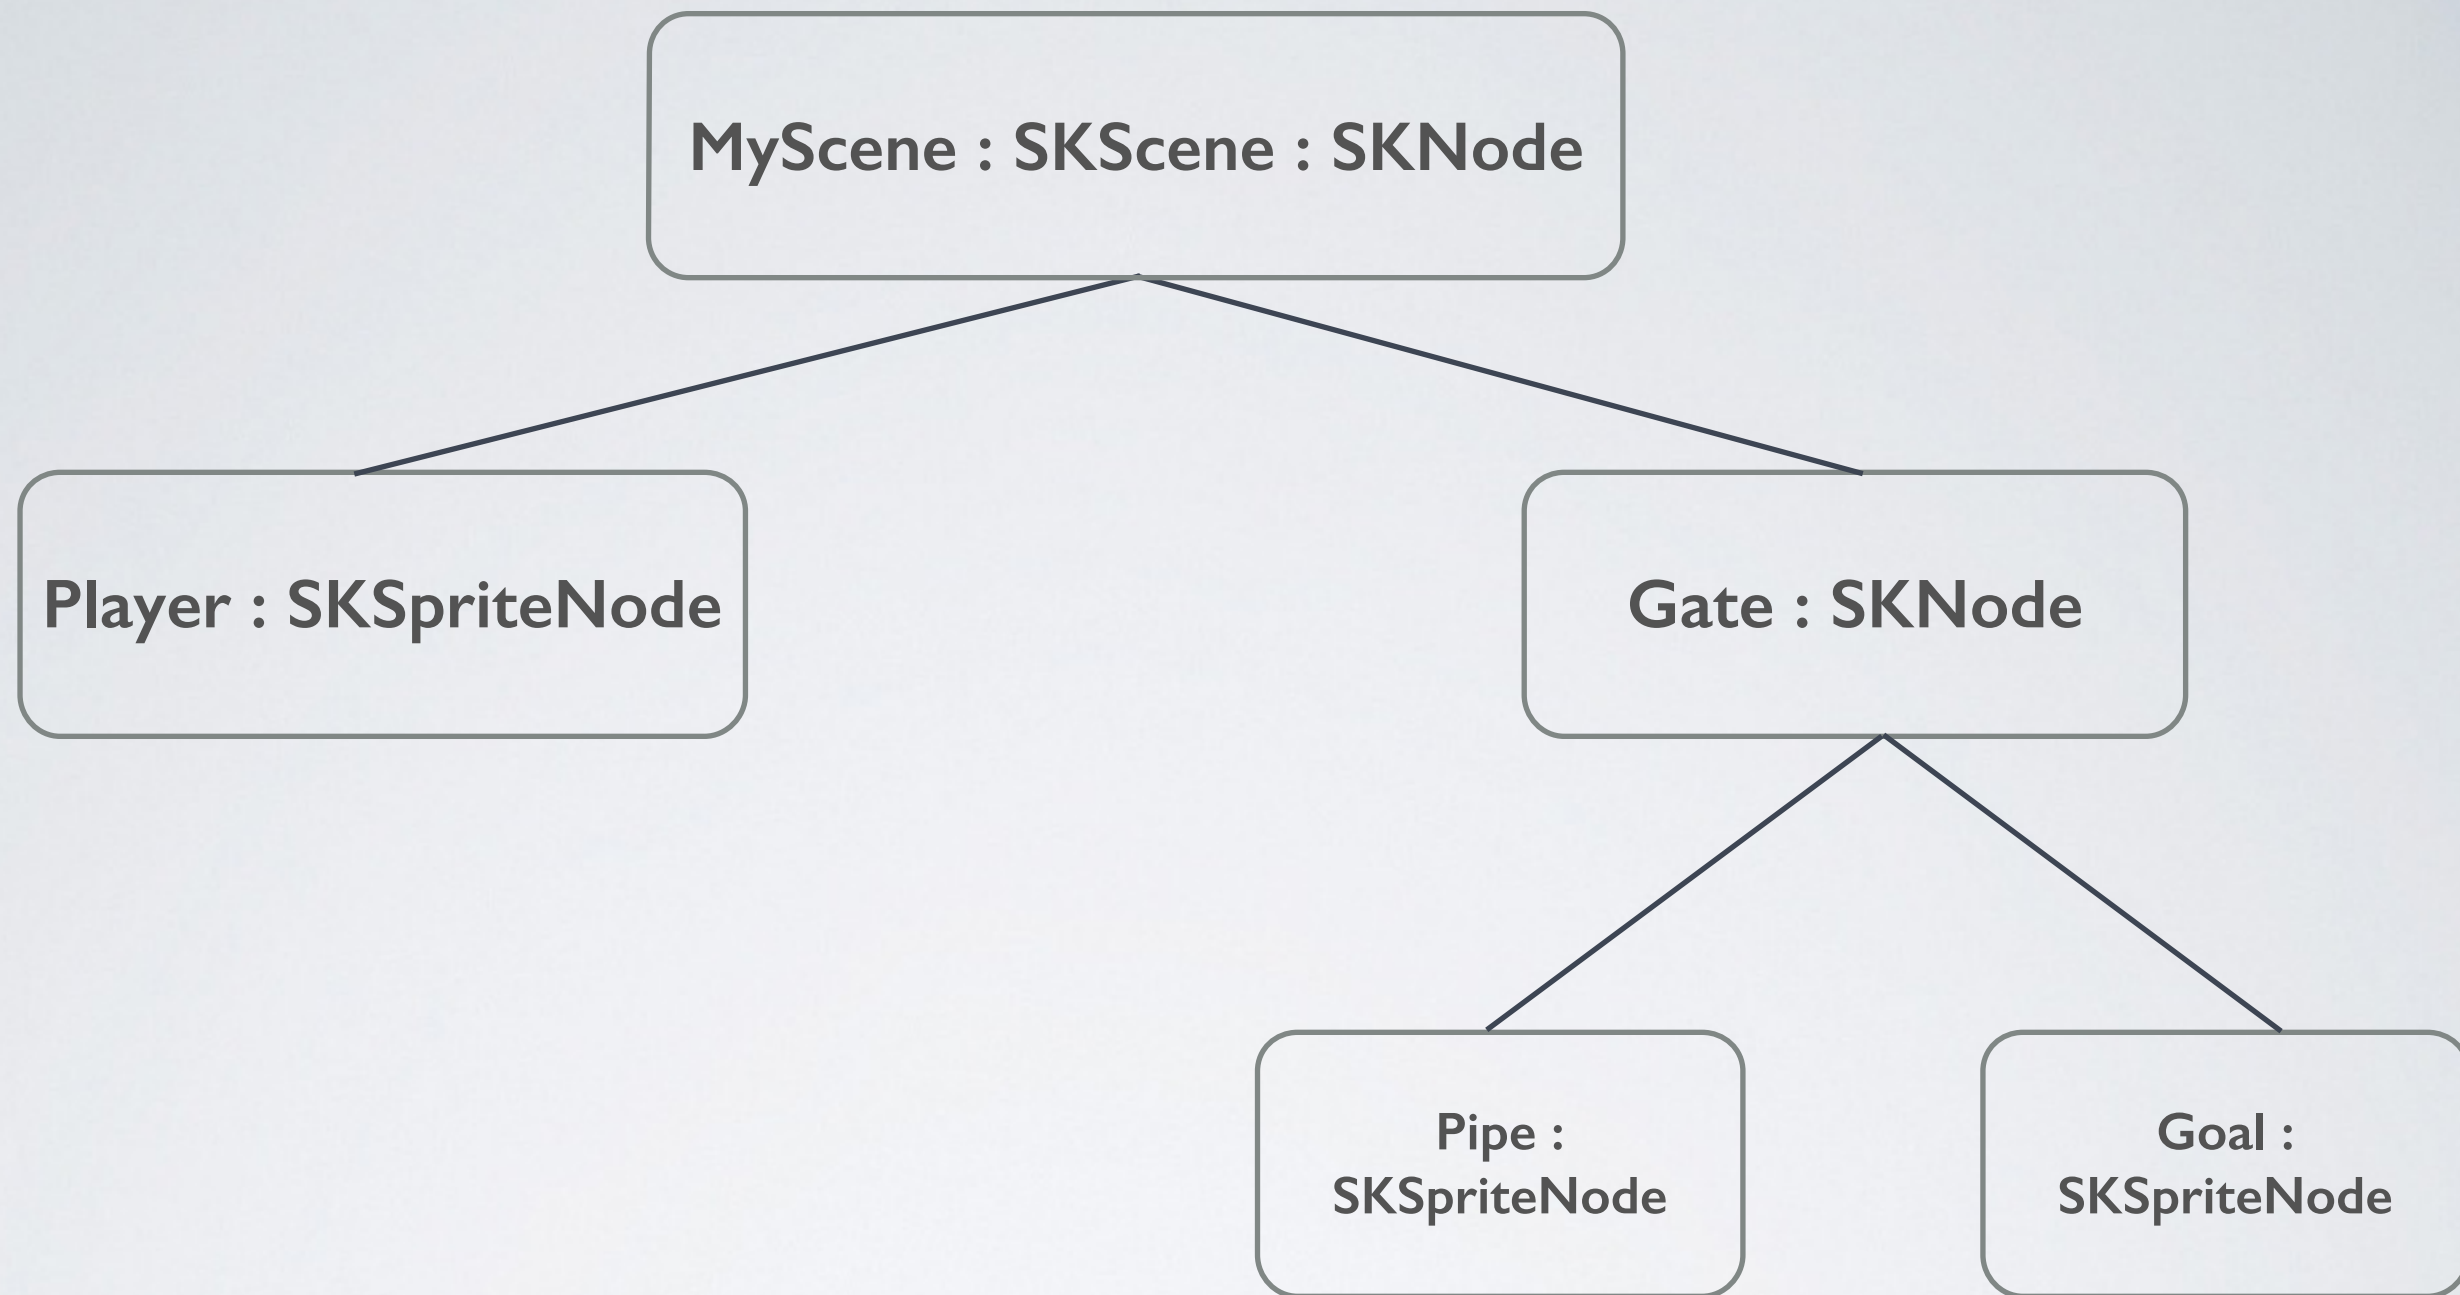 MyScene : SKScene : SKNode
Player : SKSpriteNode
Gate : SKNode
Pipe :
SKSpriteNode
Goal :
SKSpriteNode